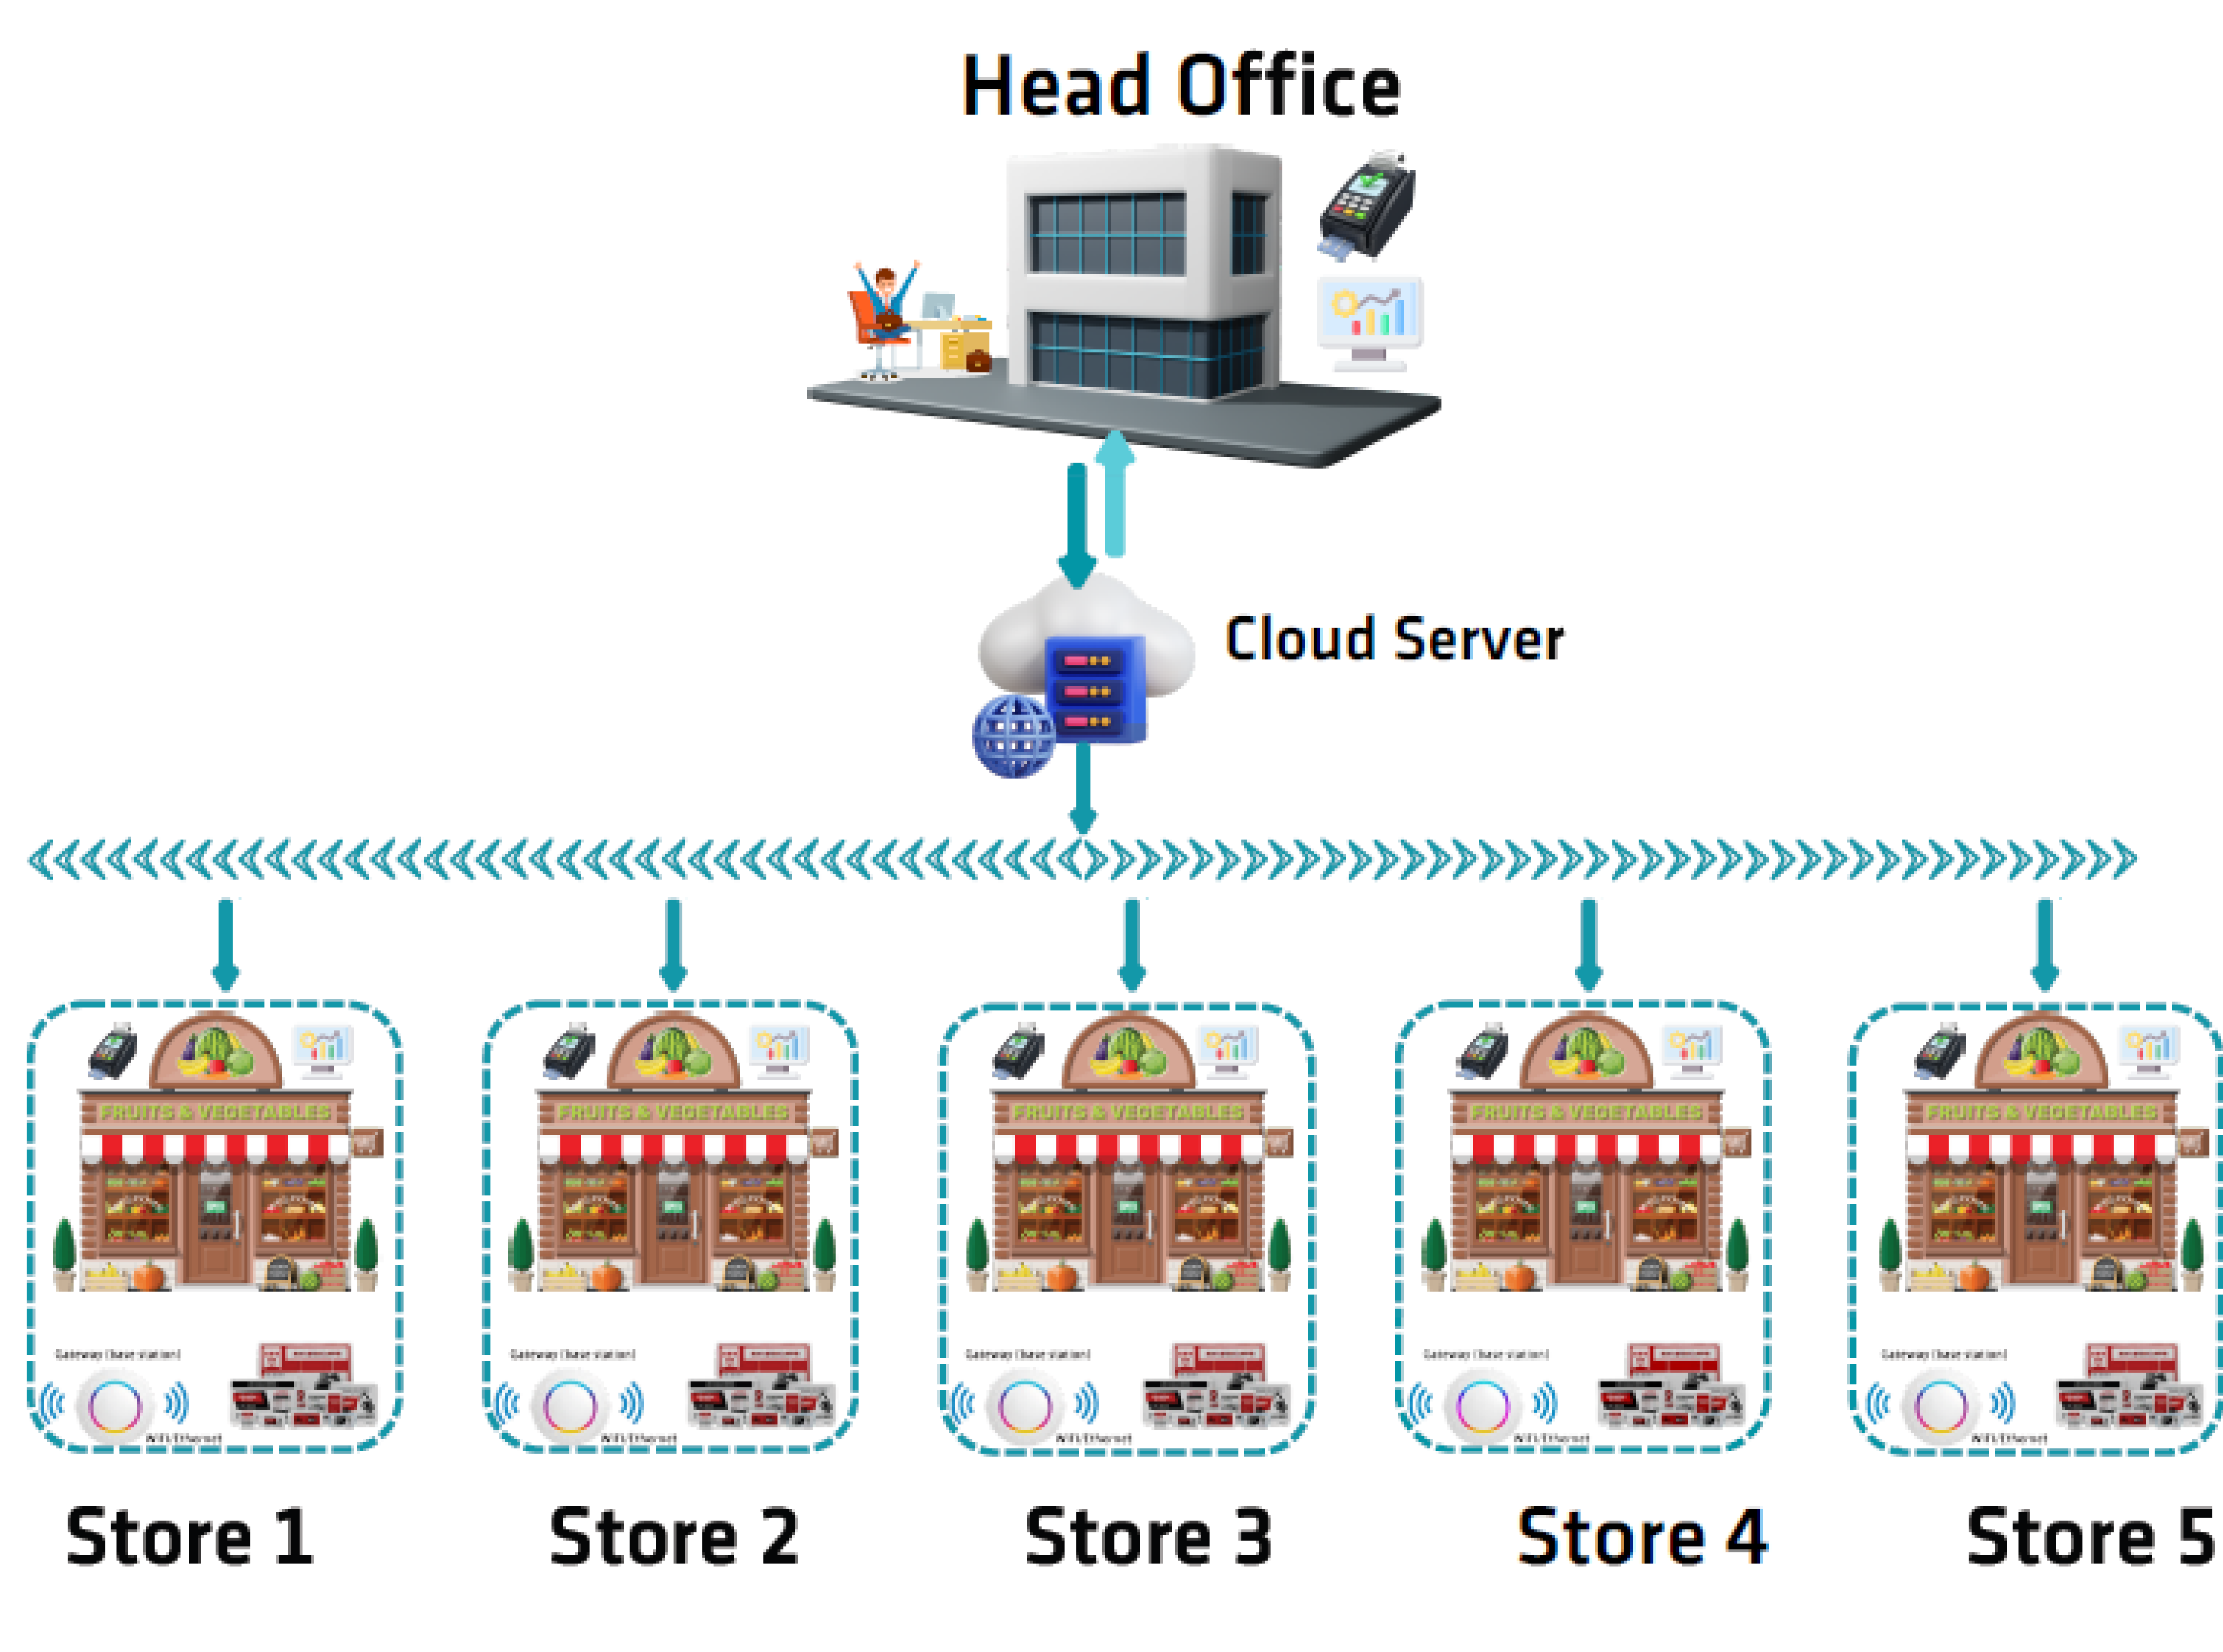 Head Office
Cloud Server
FRUITS & VEGETABLES
FRUITS & VEGETABLES
FRUITS & VEGETABLES
FRUITS & VEGETABLES
FRUITS & VEGETABLES
Gateway (base station)
Gateway (base station)
Gateway (base station)
Gateway (base station)
Gateway (base station)
WIFI/Ethernet
WIFI/Ethernet
WIFI/Ethernet
WIFI/Ethernet
WIFI/Ethernet
Store 1
Store 2
Store 3
Store 4
Store 5